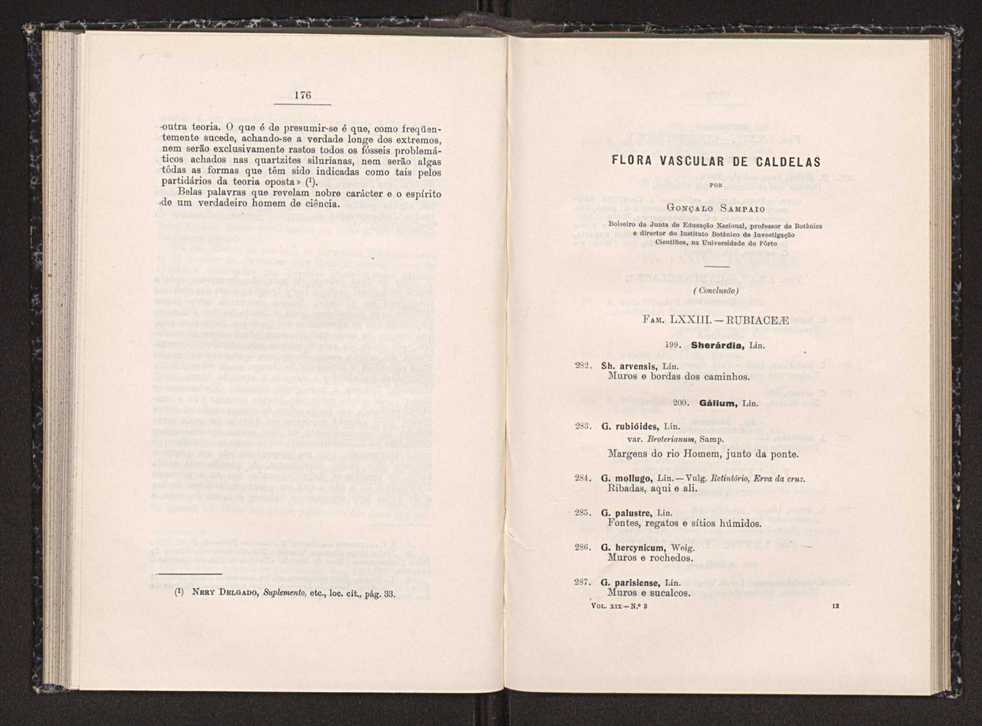 176
outra teoria. O que é de presumir-se é que, como freqüen-
temente sucede, achando-se a verdade longe dos extremos,
nem serão exclusivamente rastos todos os fósseis problemá-
ticos achados nas quartzites silurianas, nem serão algas
tôdas as formas que têm sido indicadas como tais pelos
partidários da teoria oposta» (¹).
Belas palavras que revelam nobre carácter e o espírito
de um verdadeiro homem de ciência.
(¹) Nery Delgado, Suplemento, etc., loc. cit., pág. 33.
FLORA VASCULAR DE CALDELAS
POR
Gonçalo Sampaio
Bolseiro da Junta de Educação Nacional, professor de Botânica
e director do Instituto Botânico de Investigação
Científica, na Universidade do Pôrto
(Conclusão)
Fam. LXXIII. — RUBIACEÆ
199. Sherárdia, Lin.
282. Sh. arvensis, Lin.
Muros e bordas dos caminhos.
200. Gálium, Lin.
283. G. rubióides, Lin.
var. Broterianum, Samp.
Margens do rio Homem, junto da ponte.
284. G. mollugo, Lin. — Vulg. Retintório, Erva da cruz.
Ribadas, aqui e ali.
285. G. palustre, Lin.
Fontes, regatos e sítios húmidos.
286. G. hercynicum, Weig.
Muros e rochedos.
287. G. parisiense, Lin.
Muros e sucalcos.
Vol. XIX — N.º 3 12